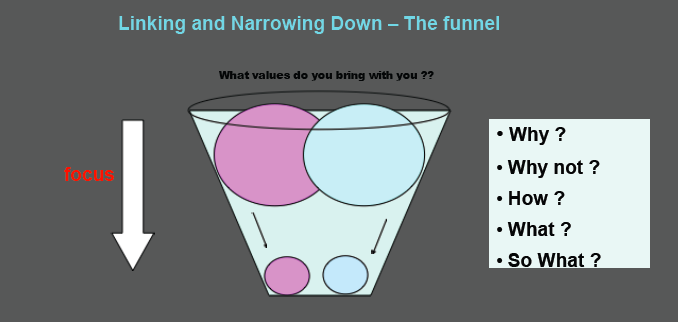 Linking and Narrowing Down – The funnel
What values do you bring with you ??
focus
• Why ?
• Why not ?
• How ?
• What ?
• So What ?